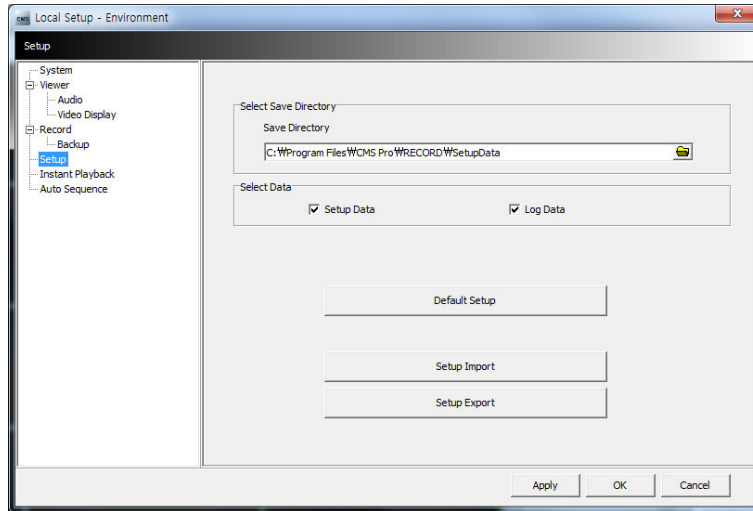 CMS Local Setup - Environment
Setup
System
Viewer
Audio
Video Display
Record
Backup
Setup
Instant Playback
Auto Sequence
Select Save Directory
Save Directory
C:₩Program Files₩CMS Pro₩RECORD₩SetupData
Select Data
Setup Data
Log Data
Default Setup
Setup Import
Setup Export
Apply
OK
Cancel